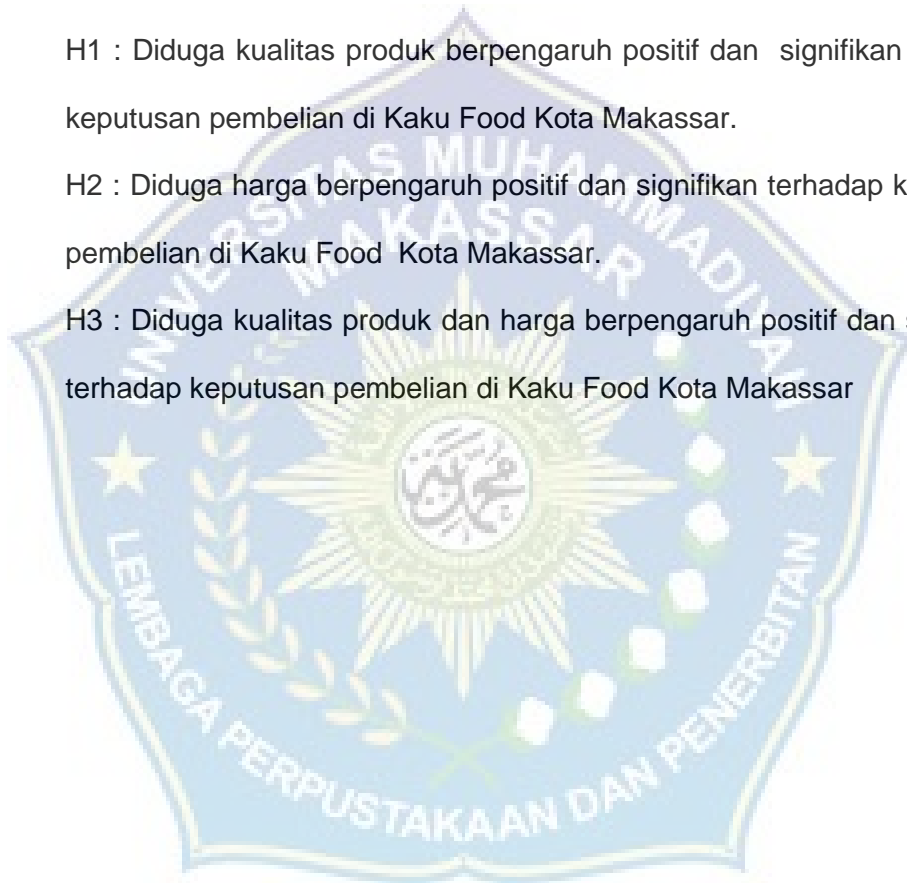 H1 : Diduga kualitas produk berpengaruh positif dan signifikan
keputusan pembelian di Kaku Food Kota Makassar.
H2 : Diduga harga berpengaruh positif dan signifikan terhadap k
pembelian di Kaku Food Kota Makassar.
H3 : Diduga kualitas produk dan harga berpengaruh positif dan s
terhadap keputusan pembelian di Kaku Food Kota Makassar
UNIVERSITAS MUHAMMADIYAH
MAKASSAR
LEMBAGA PERPUSTAKAAN DAN PENERBITAN